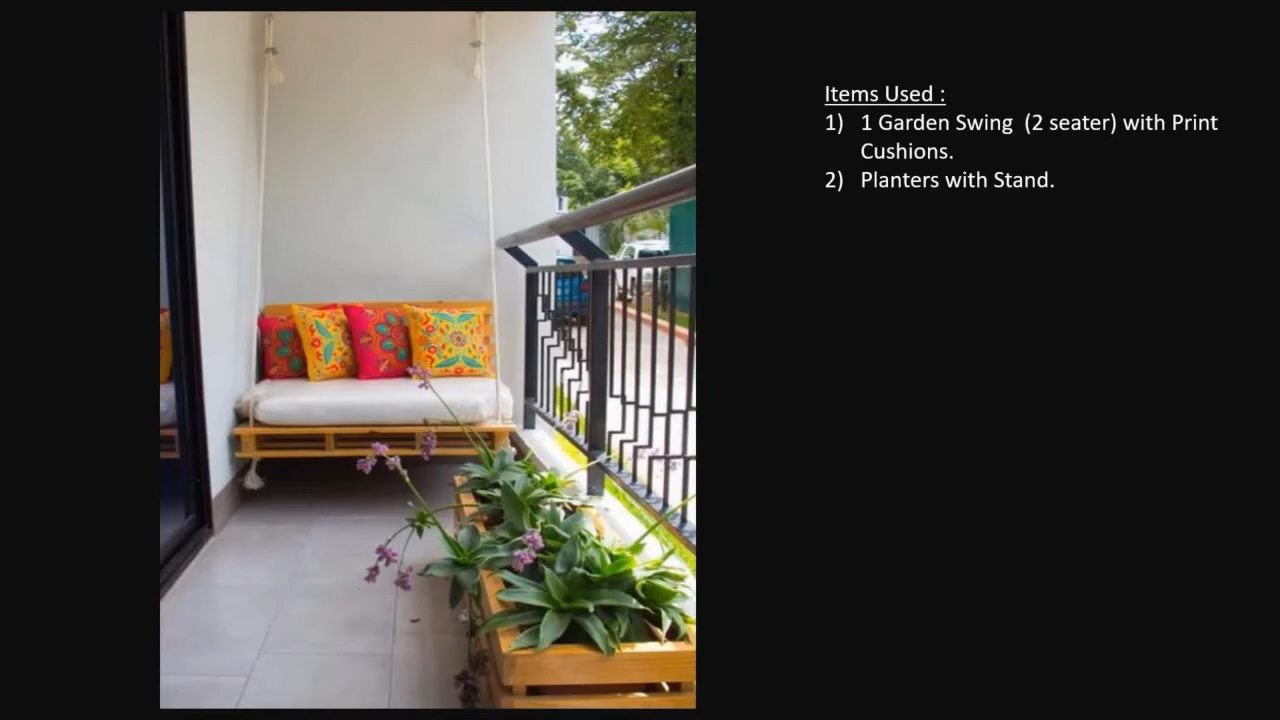 Items Used :
1) 1 Garden Swing (2 seater) with Print
Cushions.
2) Planters with Stand.